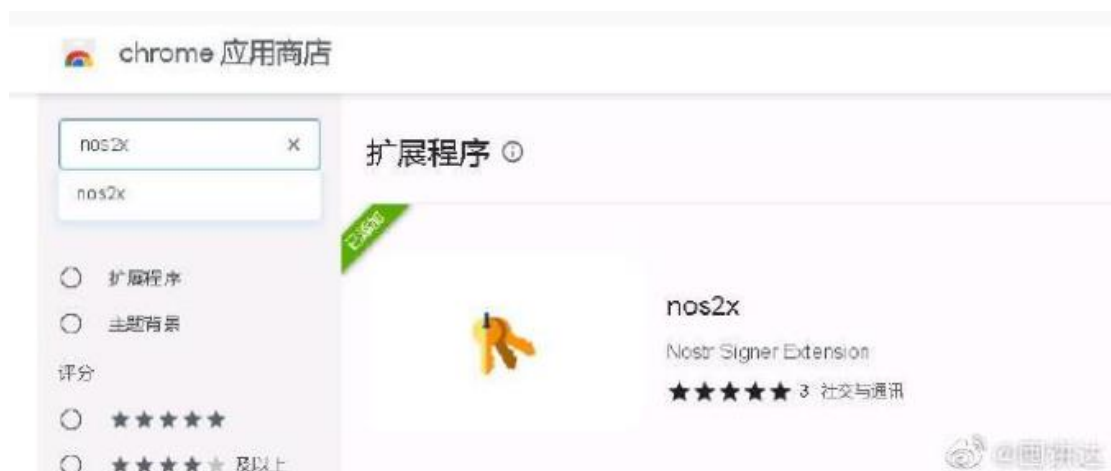 chrome 应用商店
nos2x
nos2x
扩展程序
已添加
扩展程序
主题背景
评分
及以上
nos2x
Nostr Signer Extension
3 社交与通讯